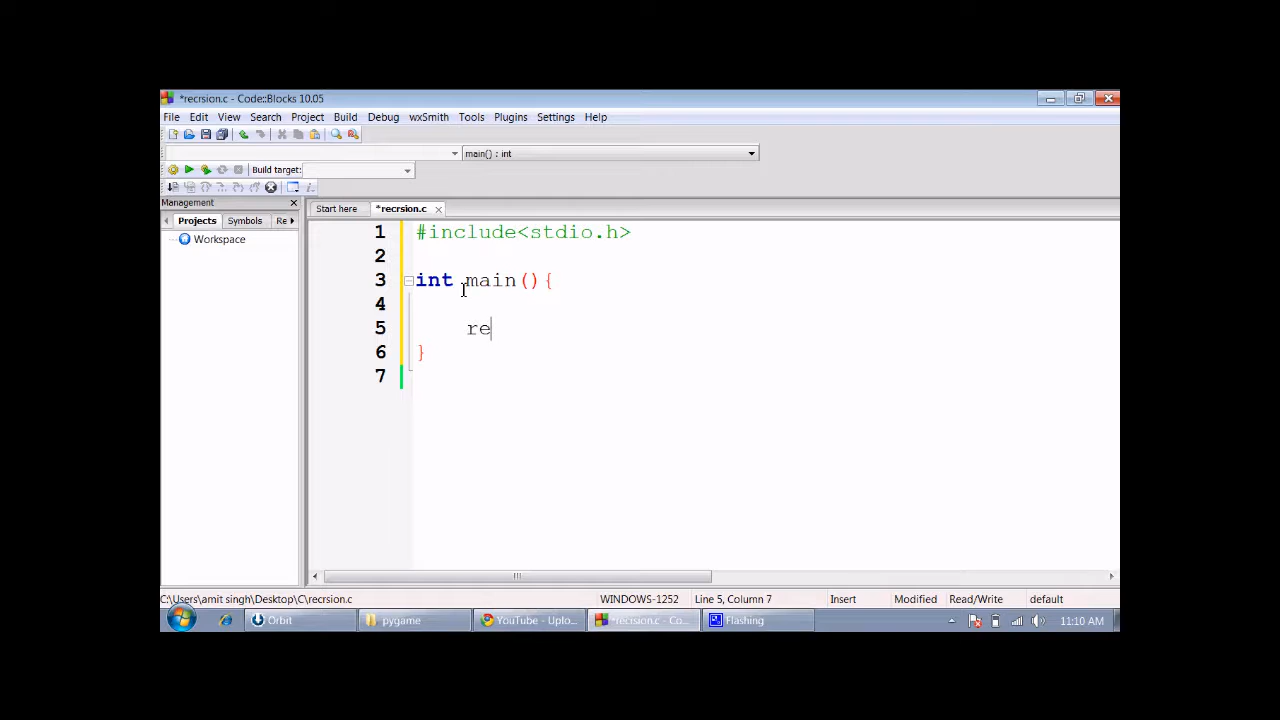 *recrsion.c - Code::Blocks 10.05
File Edit View Search Project Build Debug wxSmith Tools Plugins Settings Help
main() : int
Build target:
Management
Projects Symbols Re
Start here *recrsion.c
Workspace
1 #include<stdio.h>
2
3 int main(){
4
5 re
6 }
7
C:\Users\amit singh\Desktop\C\recrsion.c WINDOWS-1252 Line 5, Column 7 Insert Modified Read/Write default
Orbit pygame YouTube - Uplo... *recrsion.c - Co... Flashing 11:10 AM